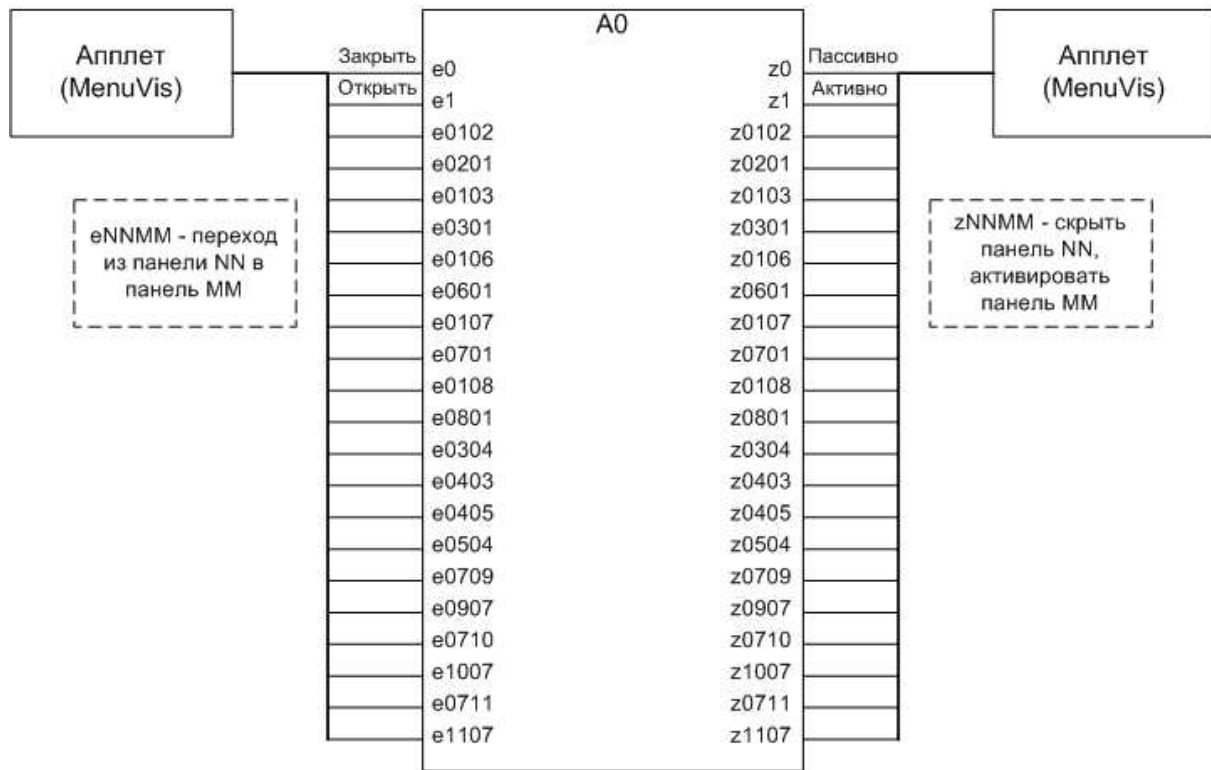 A0
Апплет
(MenuVis)
Закрыть
Открыть
e0
e1
e0102
e0201
e0103
e0301
e0106
e0601
e0107
e0701
e0108
e0801
e0304
e0403
e0405
e0504
e0709
e0907
e0710
e1007
e0711
e1107
eNNMM - переход
из панели NN в
панель MM
z0
z1
z0102
z0201
z0103
z0301
z0106
z0601
z0107
z0701
z0108
z0801
z0304
z0403
z0405
z0504
z0709
z0907
z0710
z1007
z0711
z1107
Пассивно
Активно
Апплет
(MenuVis)
zNNMM - скрыть
панель NN,
активировать
панель MM